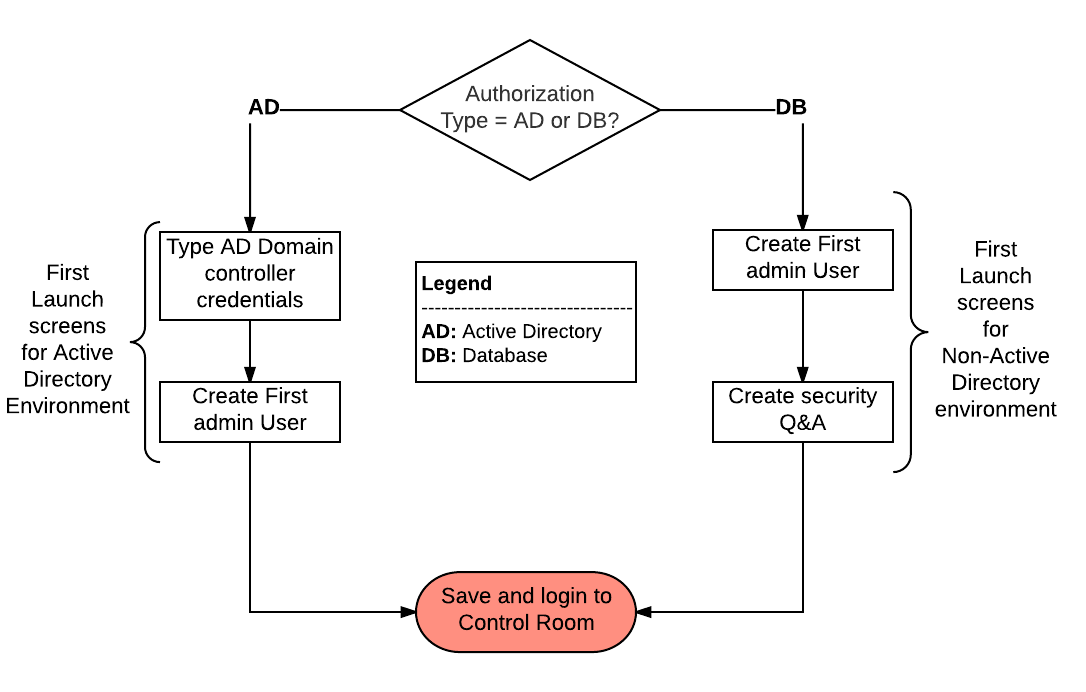 Authorization
Type = AD or DB?
AD
DB
Type AD Domain
controller
credentials
Create First
admin User
First
Launch
screens
for Active
Directory
Environment
Legend
--------------------------------
AD: Active Directory
DB: Database
Create First
admin User
Create security
Q&A
First
Launch
screens
for
Non-Active
Directory
environment
Save and login to
Control Room